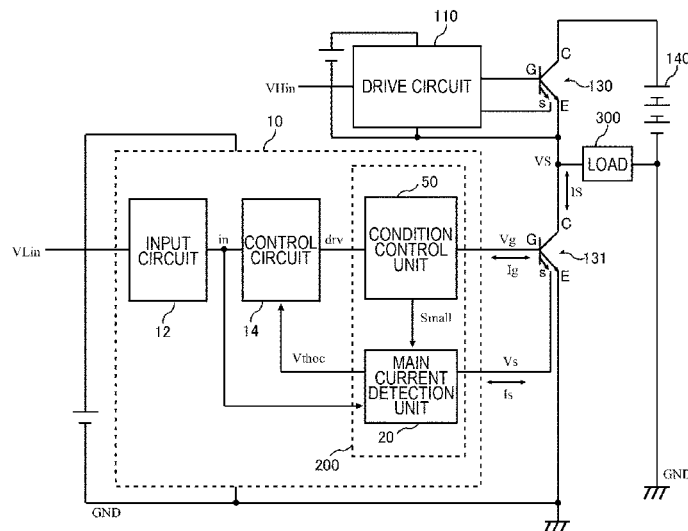 110
140
DRIVE CIRCUIT
VHin
G
C
S
E
130
300
LOAD
VS
IS
10
50
VLin
INPUT
CIRCUIT
12
in
CONTROL
CIRCUIT
14
drv
CONDITION
CONTROL
UNIT
Vg
Ig
G
C
S
E
131
Small
Vthoc
MAIN
CURRENT
DETECTION
UNIT
20
Vs
Is
200
GND
GND